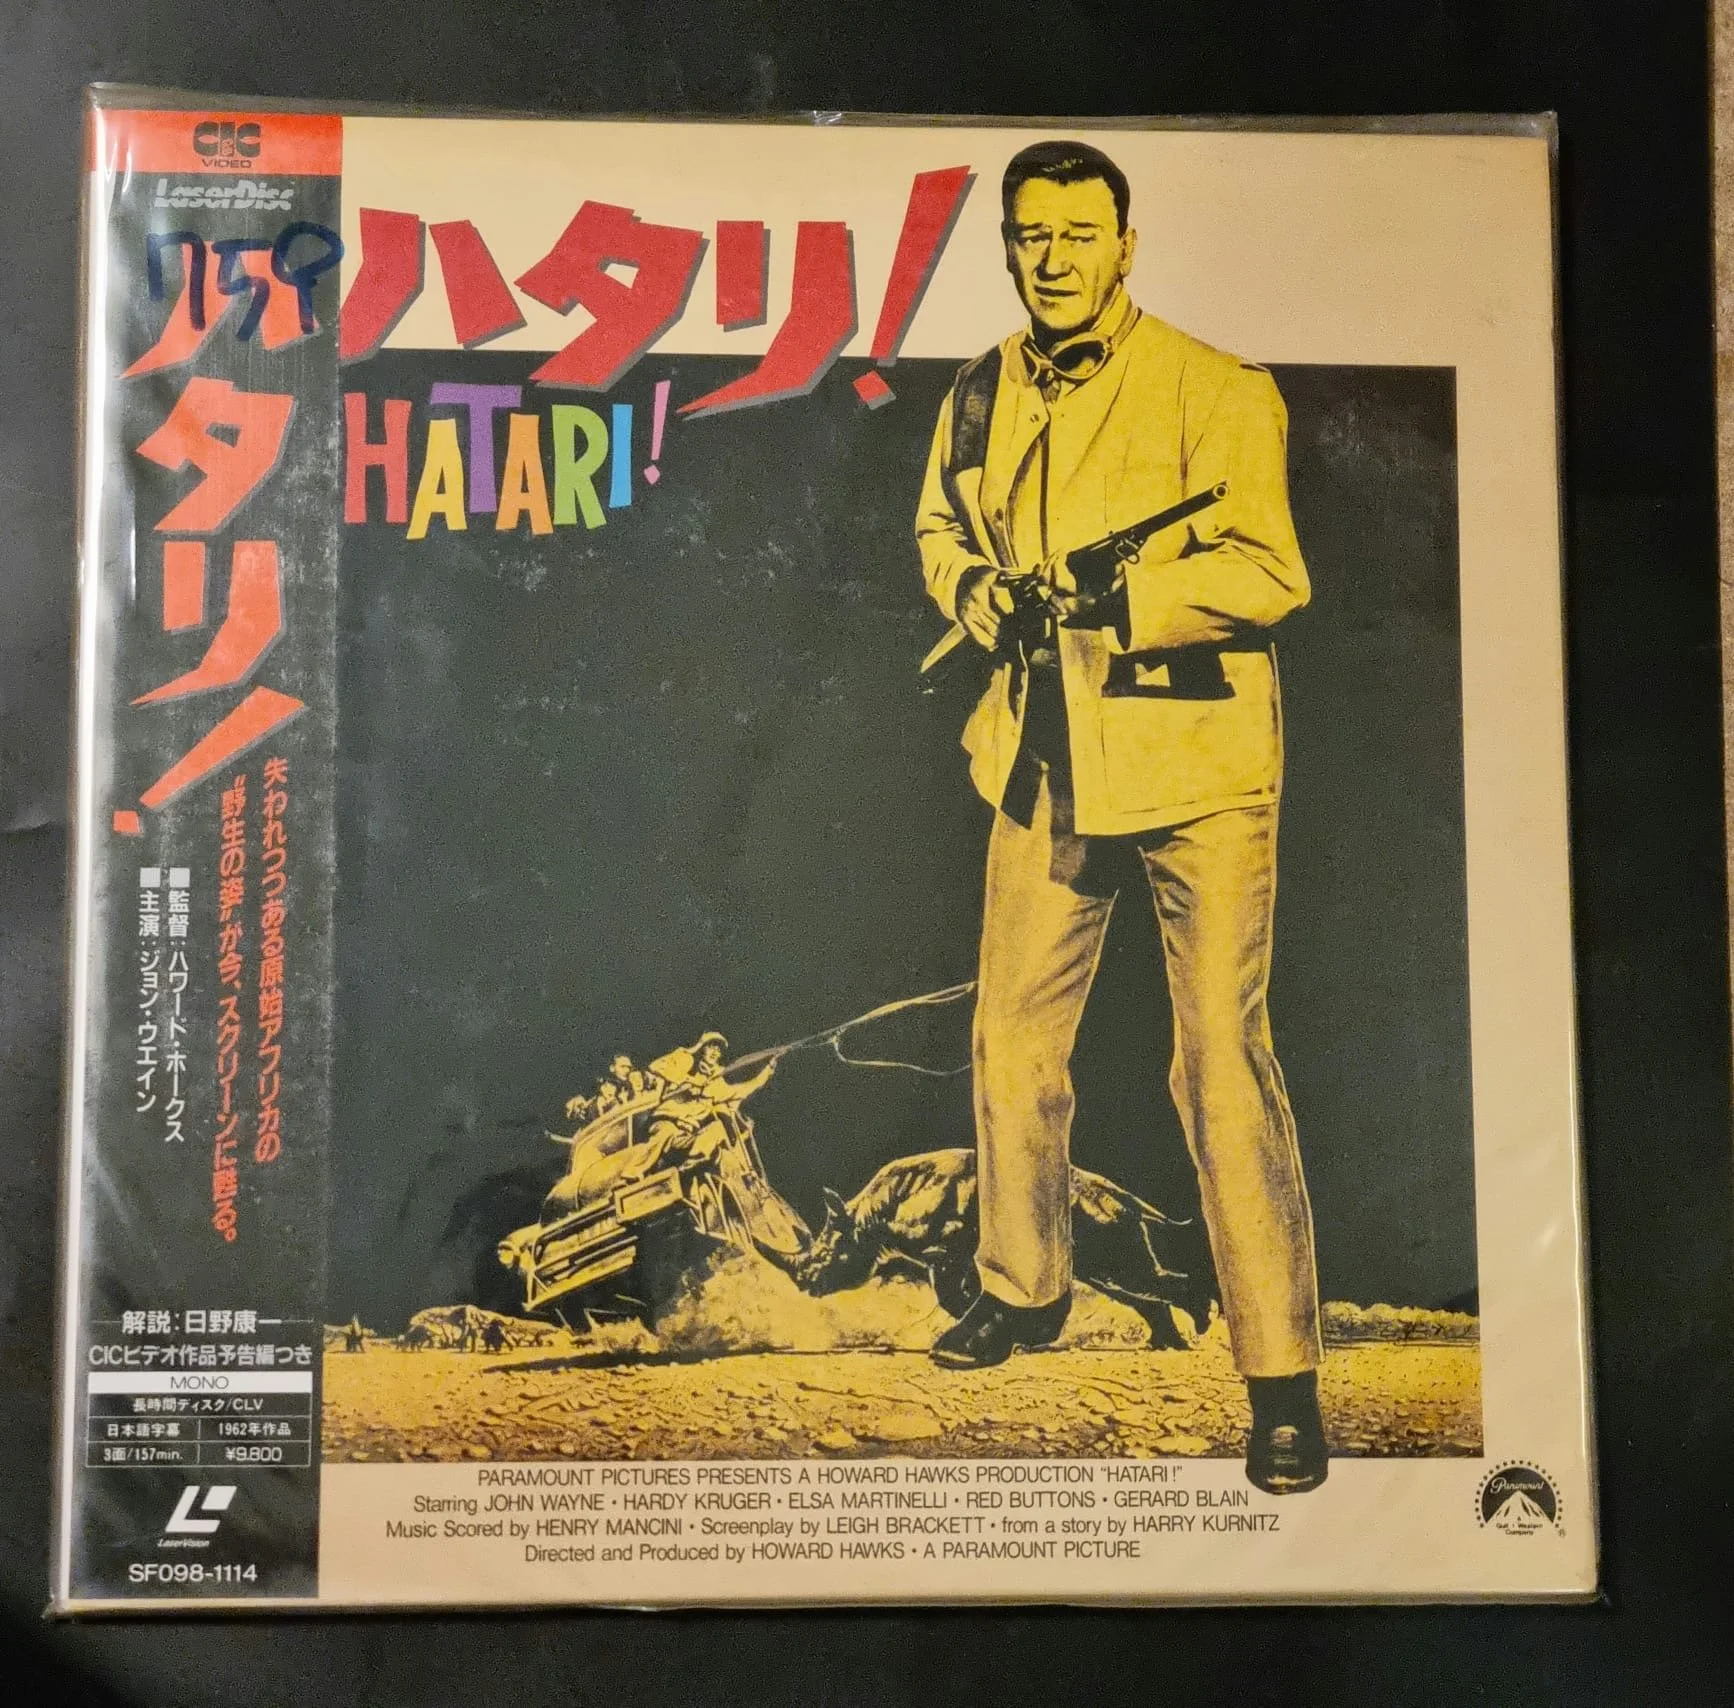 CIC
VIDEO
LaserDisc
759
ハタリ!
失われつつある原始アフリカの
“野生の姿”が今、スクリーンに甦る。
■監督:ハワード・ホークス
■主演:ジョン・ウエイン
解説:日野康一
CICビデオ作品予告編つき
MONO
長時間ディスク/CLV
日本語字幕 1962年作品
3面/157min. ¥9,800
LaserVision
SF098-1114
ハタリ!
HATARI!
PARAMOUNT PICTURES PRESENTS A HOWARD HAWKS PRODUCTION “HATARI!”
Starring JOHN WAYNE • HARDY KRUGER • ELSA MARTINELLI • RED BUTTONS • GERARD BLAIN
Music Scored by HENRY MANCINI • Screenplay by LEIGH BRACKETT • from a story by HARRY KURNITZ
Directed and Produced by HOWARD HAWKS • A PARAMOUNT PICTURE
Paramount
A
Gulf + Western
Company
®